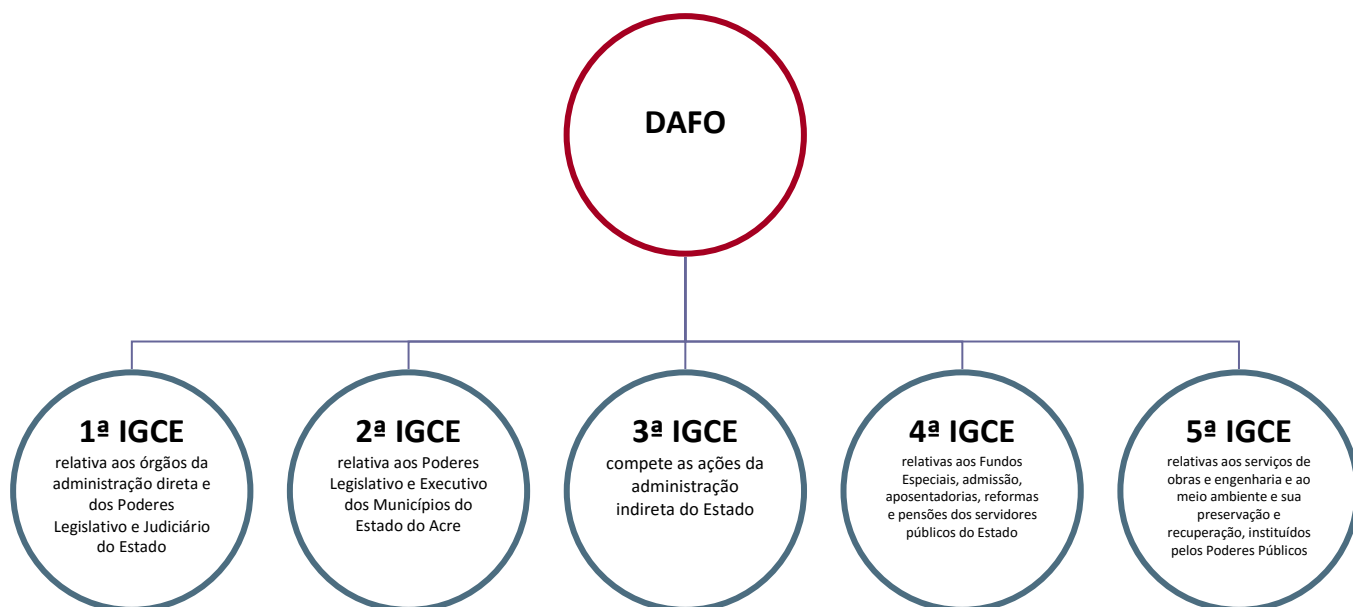 DAFO
1ª IGCE
relativa aos órgãos da
administração direta e
dos Poderes
Legislativo e Judiciário
do Estado
2ª IGCE
relativa aos Poderes
Legislativo e Executivo
dos Municípios do
Estado do Acre
3ª IGCE
compete as ações da
administração
indireta do Estado
4ª IGCE
relativas aos Fundos
Especiais, admissão,
aposentadorias, reformas
e pensões dos servidores
públicos do Estado
5ª IGCE
relativas aos serviços de
obras e engenharia e ao
meio ambiente e sua
preservação e
recuperação, instituídos
pelos Poderes Públicos